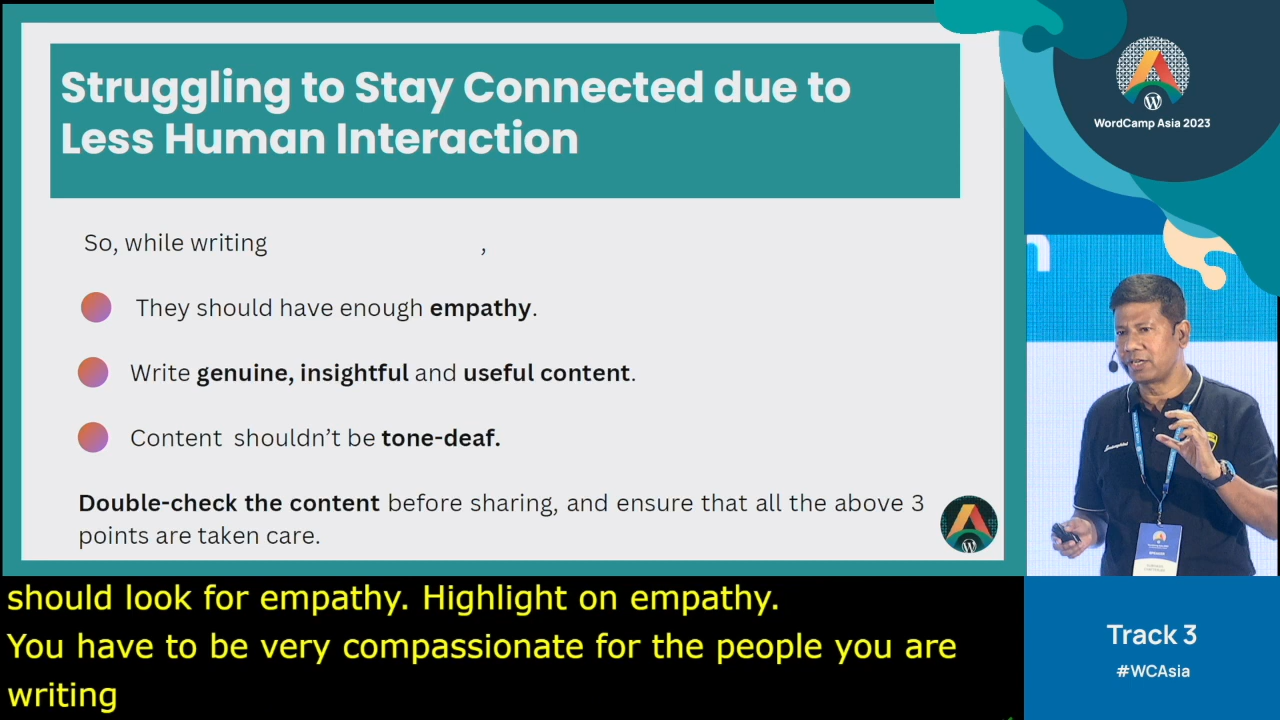 Struggling to Stay Connected due to
Less Human Interaction
So, while writing ,
They should have enough empathy.
Write genuine, insightful and useful content.
Content shouldn't be tone-deaf.
Double-check the content before sharing, and ensure that all the above 3
points are taken care.
WordCamp Asia 2023
n
should look for empathy. Highlight on empathy.
You have to be very compassionate for the people you are
writing
Track 3
#WCAsia